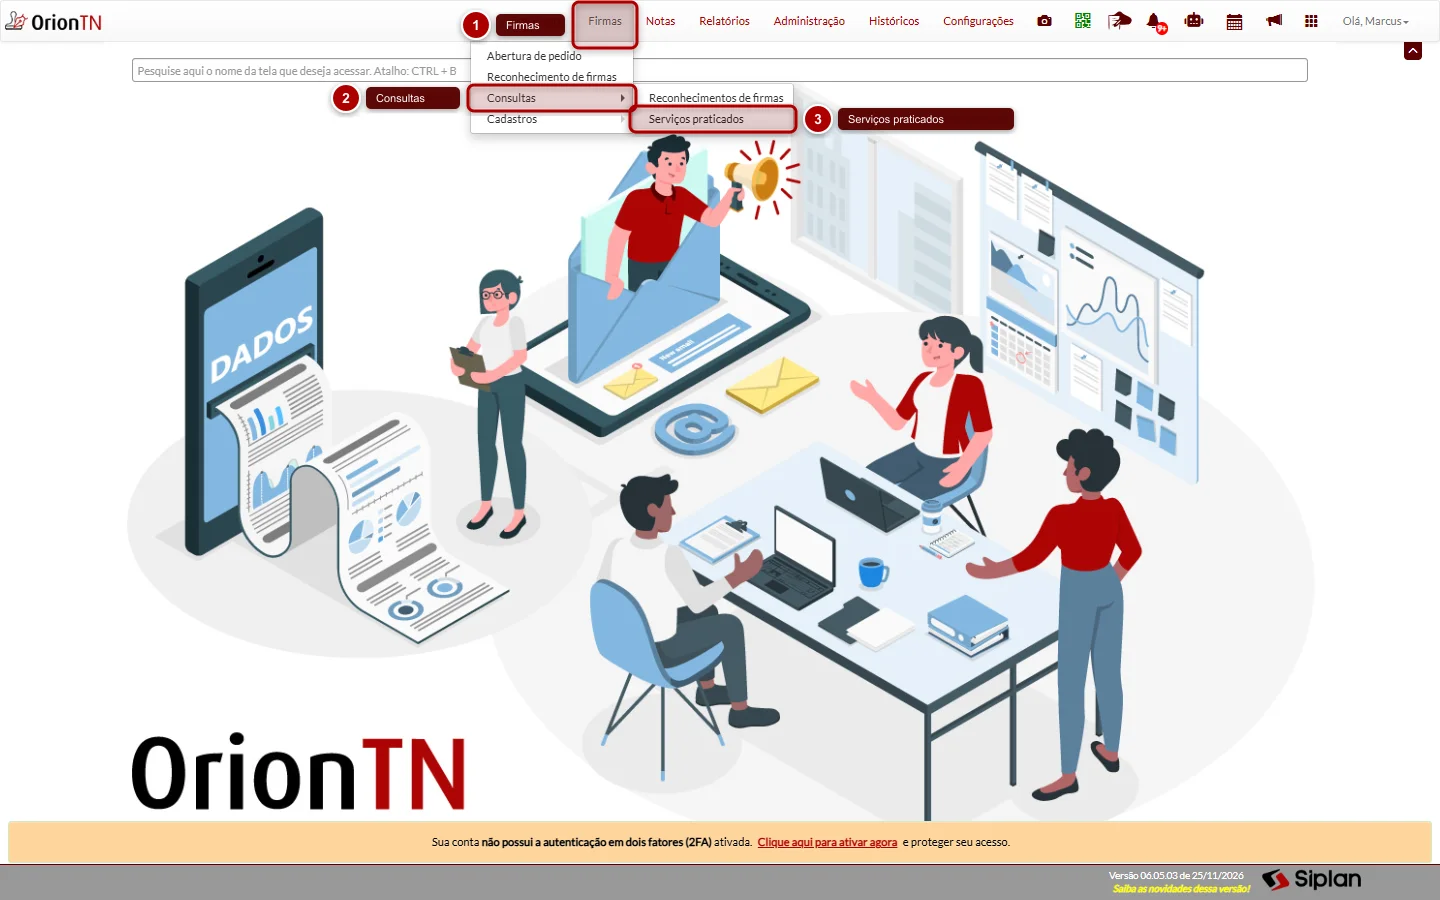 OrionTN
1
Firmas
Firmas
Notas
Relatórios
Administração
Históricos
Configurações
9+
Olá, Marcus
Abertura de pedido
Pesquise aqui o nome da tela que deseja acessar. Atalho: CTRL + B
Reconhecimento de firmas
2
Consultas
Consultas
Reconhecimentos de firmas
Cadastros
Serviços praticados
3
Serviços praticados
DADOS
New email
@
OrionTN
Sua conta não possui a autenticação em dois fatores (2FA) ativada. Clique aqui para ativar agora e proteger seu acesso.
Versão 06.05.03 de 25/11/2026
Saiba as novidades dessa versão!
Siplan